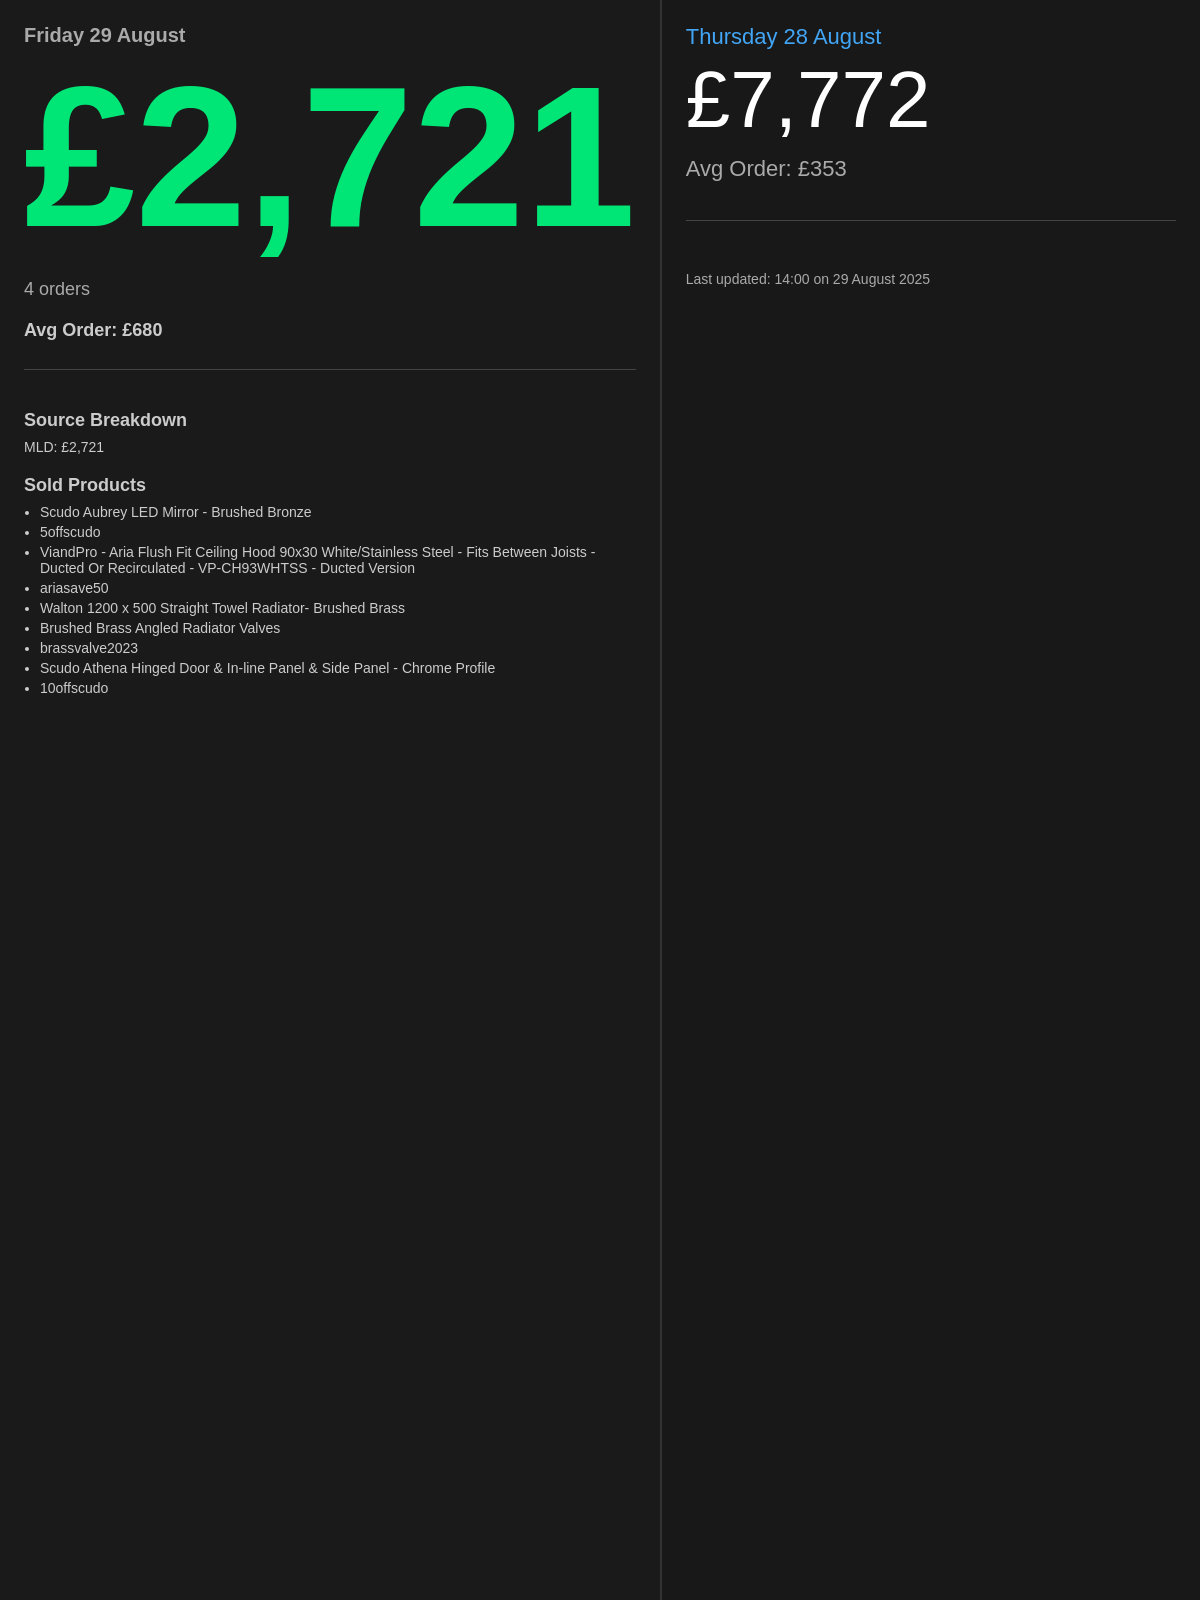 Friday 29 August
£2,721
4 orders
Avg Order: £680
Source Breakdown
MLD: £2,721
Sold Products
Scudo Aubrey LED Mirror - Brushed Bronze
5offscudo
ViandPro - Aria Flush Fit Ceiling Hood 90x30 White/Stainless Steel - Fits Between Joists -
Ducted Or Recirculated - VP-CH93WHTSS - Ducted Version
ariasave50
Walton 1200 x 500 Straight Towel Radiator- Brushed Brass
Brushed Brass Angled Radiator Valves
brassvalve2023
Scudo Athena Hinged Door & In-line Panel & Side Panel - Chrome Profile
10offscudo
Thursday 28 August
£7,772
Avg Order: £353
Last updated: 14:00 on 29 August 2025